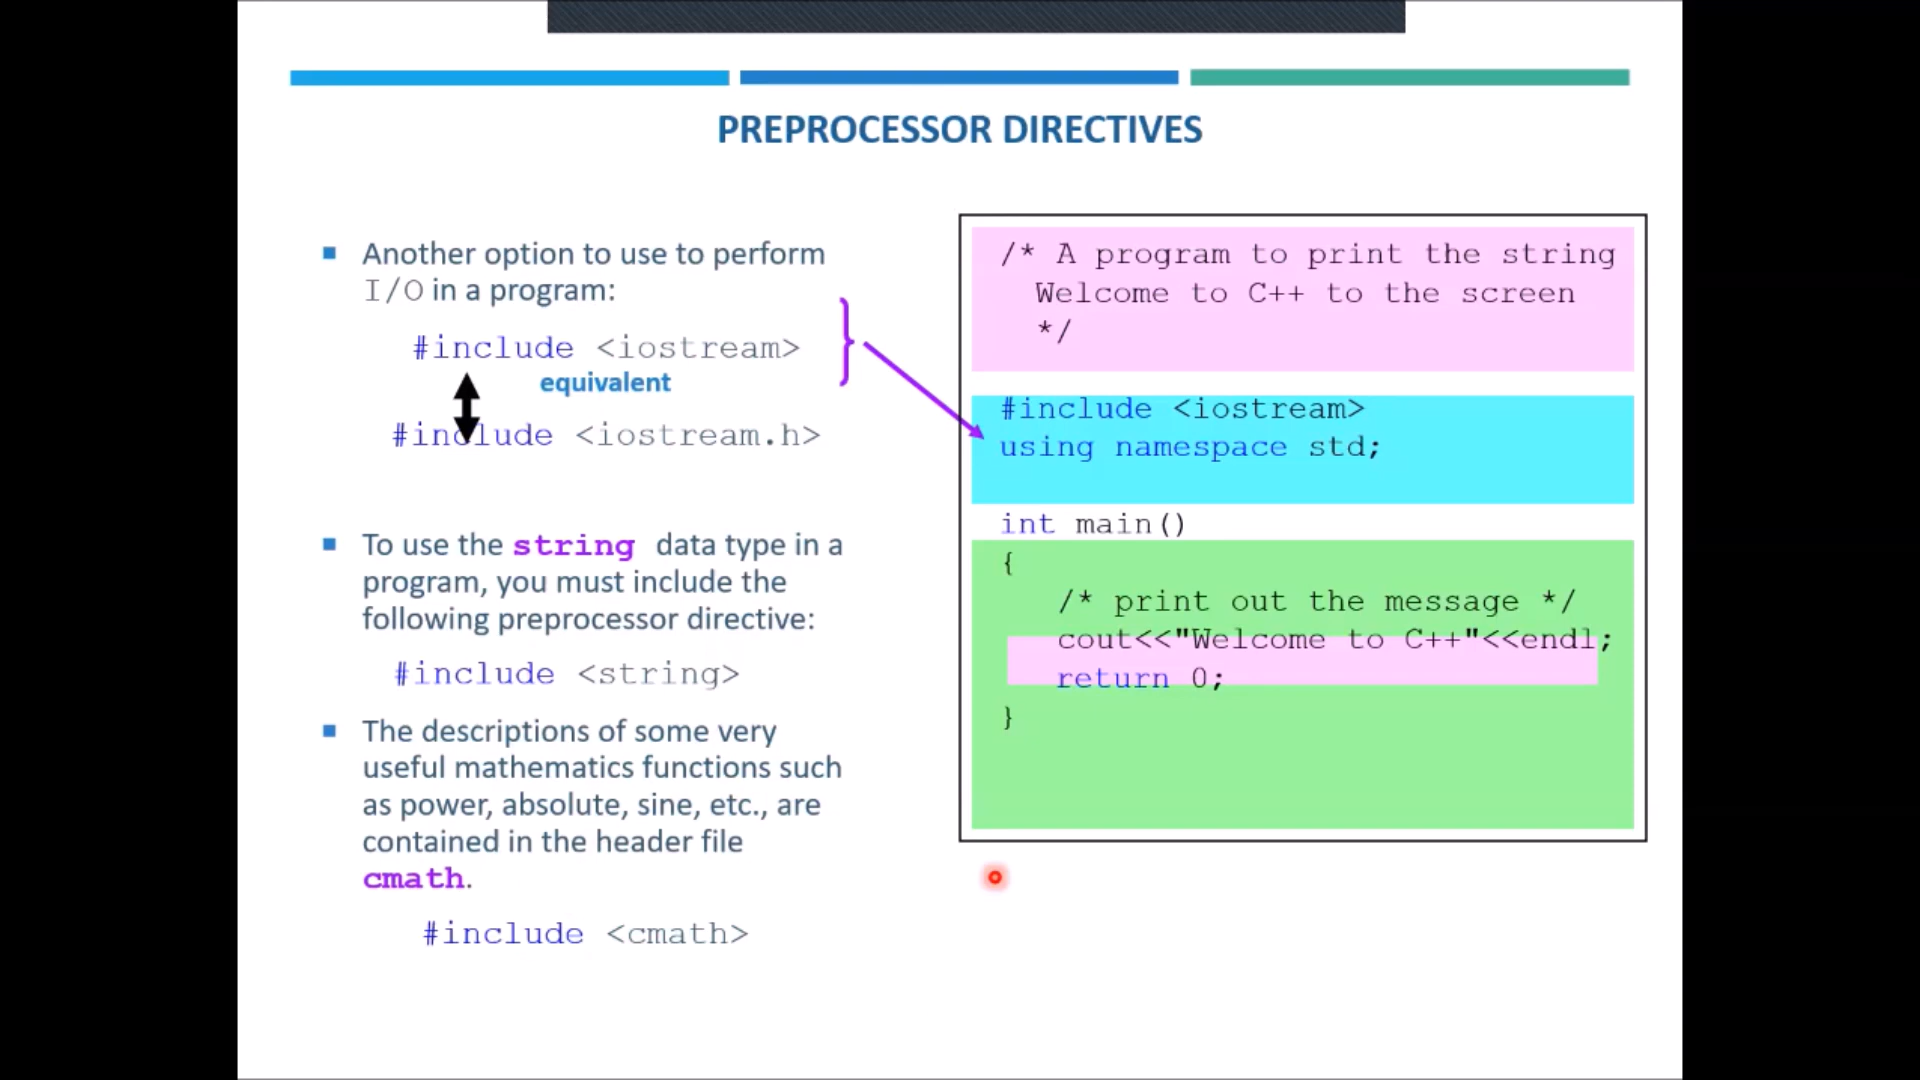 PREPROCESSOR DIRECTIVES
Another option to use to perform
I/O in a program:
#include <iostream>
equivalent
#include <iostream.h>
To use the string data type in a
program, you must include the
following preprocessor directive:
#include <string>
The descriptions of some very
useful mathematics functions such
as power, absolute, sine, etc., are
contained in the header file
cmath.
#include <cmath>
/* A program to print the string
Welcome to C++ to the screen
*/
#include <iostream>
using namespace std;
int main()
{
/* print out the message */
cout<<"Welcome to C++"<<endl;
return 0;
}